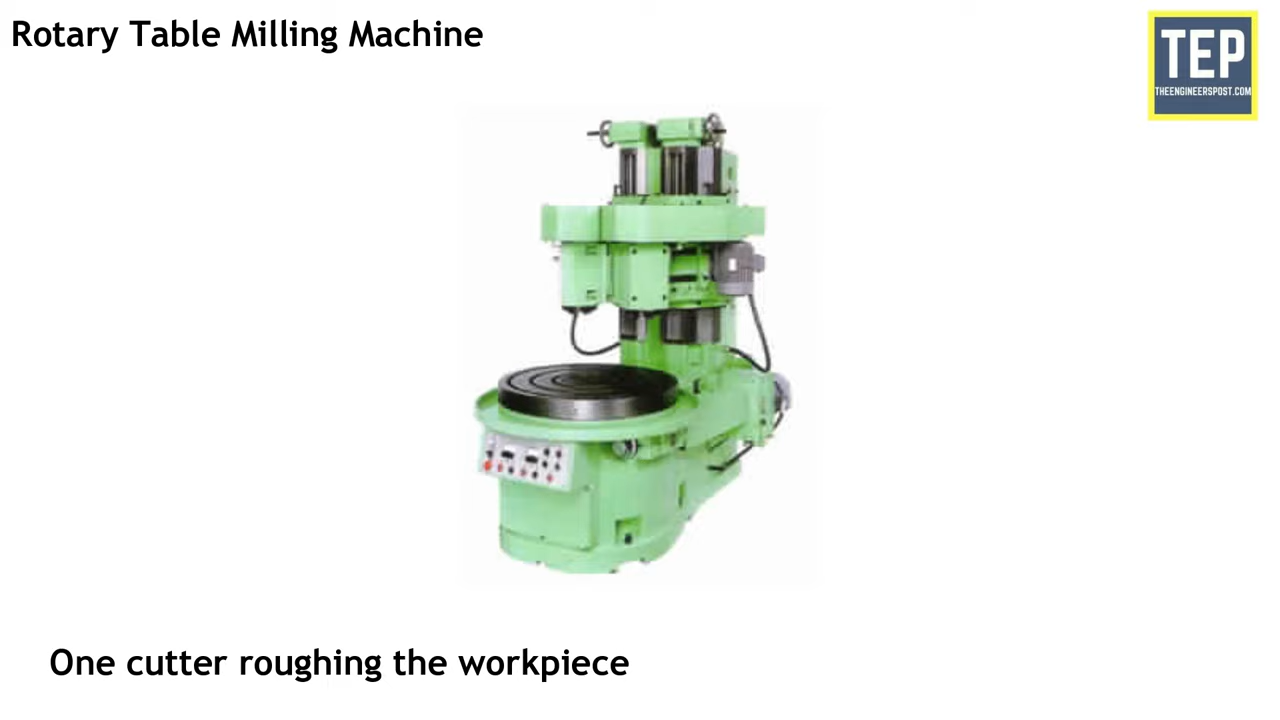 Rotary Table Milling Machine
TEP
THEENGINEERSPOST.COM
One cutter roughing the workpiece